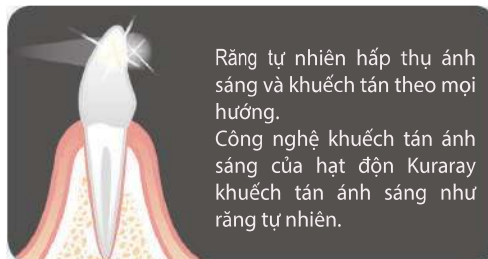 Răng tự nhiên hấp thụ ánh
sáng và khuếch tán theo mọi
hướng.
Công nghệ khuếch tán ánh
sáng của hạt độn Kuraray
khuếch tán ánh sáng như
răng tự nhiên.